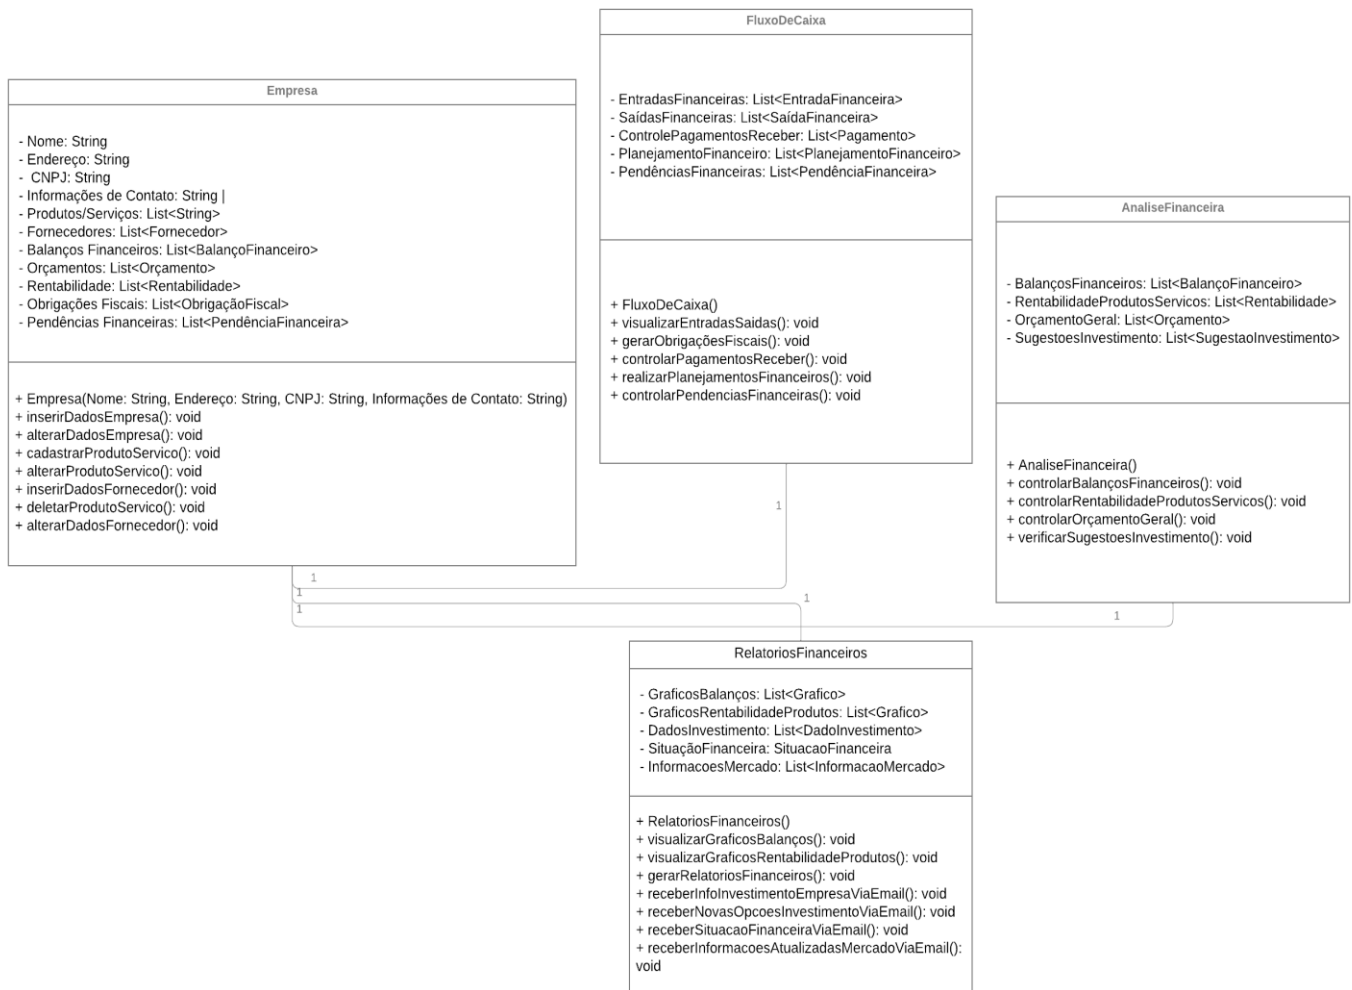 Empresa
- Nome: String
- Endereço: String
-  CNPJ: String
- Informações de Contato: String |
- Produtos/Serviços: List<String>
- Fornecedores: List<Fornecedor>
- Balanços Financeiros: List<BalançoFinanceiro>
- Orçamentos: List<Orçamento>
- Rentabilidade: List<Rentabilidade>
- Obrigações Fiscais: List<ObrigaçãoFiscal>
- Pendências Financeiras: List<PendênciaFinanceira>
+ Empresa(Nome: String, Endereço: String, CNPJ: String, Informações de Contato: String)
+ inserirDadosEmpresa(): void
+ alterarDadosEmpresa(): void
+ cadastrarProdutoServico(): void
+ alterarProdutoServico(): void
+ inserirDadosFornecedor(): void
+ deletarProdutoServico(): void
+ alterarDadosFornecedor(): void
FluxoDeCaixa
- EntradasFinanceiras: List<EntradaFinanceira>
- SaídasFinanceiras: List<SaídaFinanceira>
- ControlePagamentosReceber: List<Pagamento>
- PlanejamentoFinanceiro: List<PlanejamentoFinanceiro>
- PendênciasFinanceiras: List<PendênciaFinanceira>
+ FluxoDeCaixa()
+ visualizarEntradasSaidas(): void
+ gerarObrigaçõesFiscais(): void
+ controlarPagamentosReceber(): void
+ realizarPlanejamentosFinanceiros(): void
+ controlarPendenciasFinanceiras(): void
AnaliseFinanceira
- BalançosFinanceiros: List<BalançoFinanceiro>
- RentabilidadeProdutosServicos: List<Rentabilidade>
- OrçamentoGeral: List<Orçamento>
- SugestoesInvestimento: List<SugestaoInvestimento>
+ AnaliseFinanceira()
+ controlarBalançosFinanceiros(): void
+ controlarRentabilidadeProdutosServicos(): void
+ controlarOrçamentoGeral(): void
+ verificarSugestoesInvestimento(): void
1
1
1
1
1
1
RelatoriosFinanceiros
- GraficosBalanços: List<Grafico>
- GraficosRentabilidadeProdutos: List<Grafico>
- DadosInvestimento: List<DadoInvestimento>
- SituaçãoFinanceira: SituacaoFinanceira
- InformacoesMercado: List<InformacaoMercado>
+ RelatoriosFinanceiros()
+ visualizarGraficosBalanços(): void
+ visualizarGraficosRentabilidadeProdutos(): void
+ gerarRelatoriosFinanceiros(): void
+ receberInfoInvestimentoEmpresaViaEmail(): void
+ receberNovasOpcoesInvestimentoViaEmail(): void
+ receberSituacaoFinanceiraViaEmail(): void
+ receberInformacoesAtualizadasMercadoViaEmail():
void